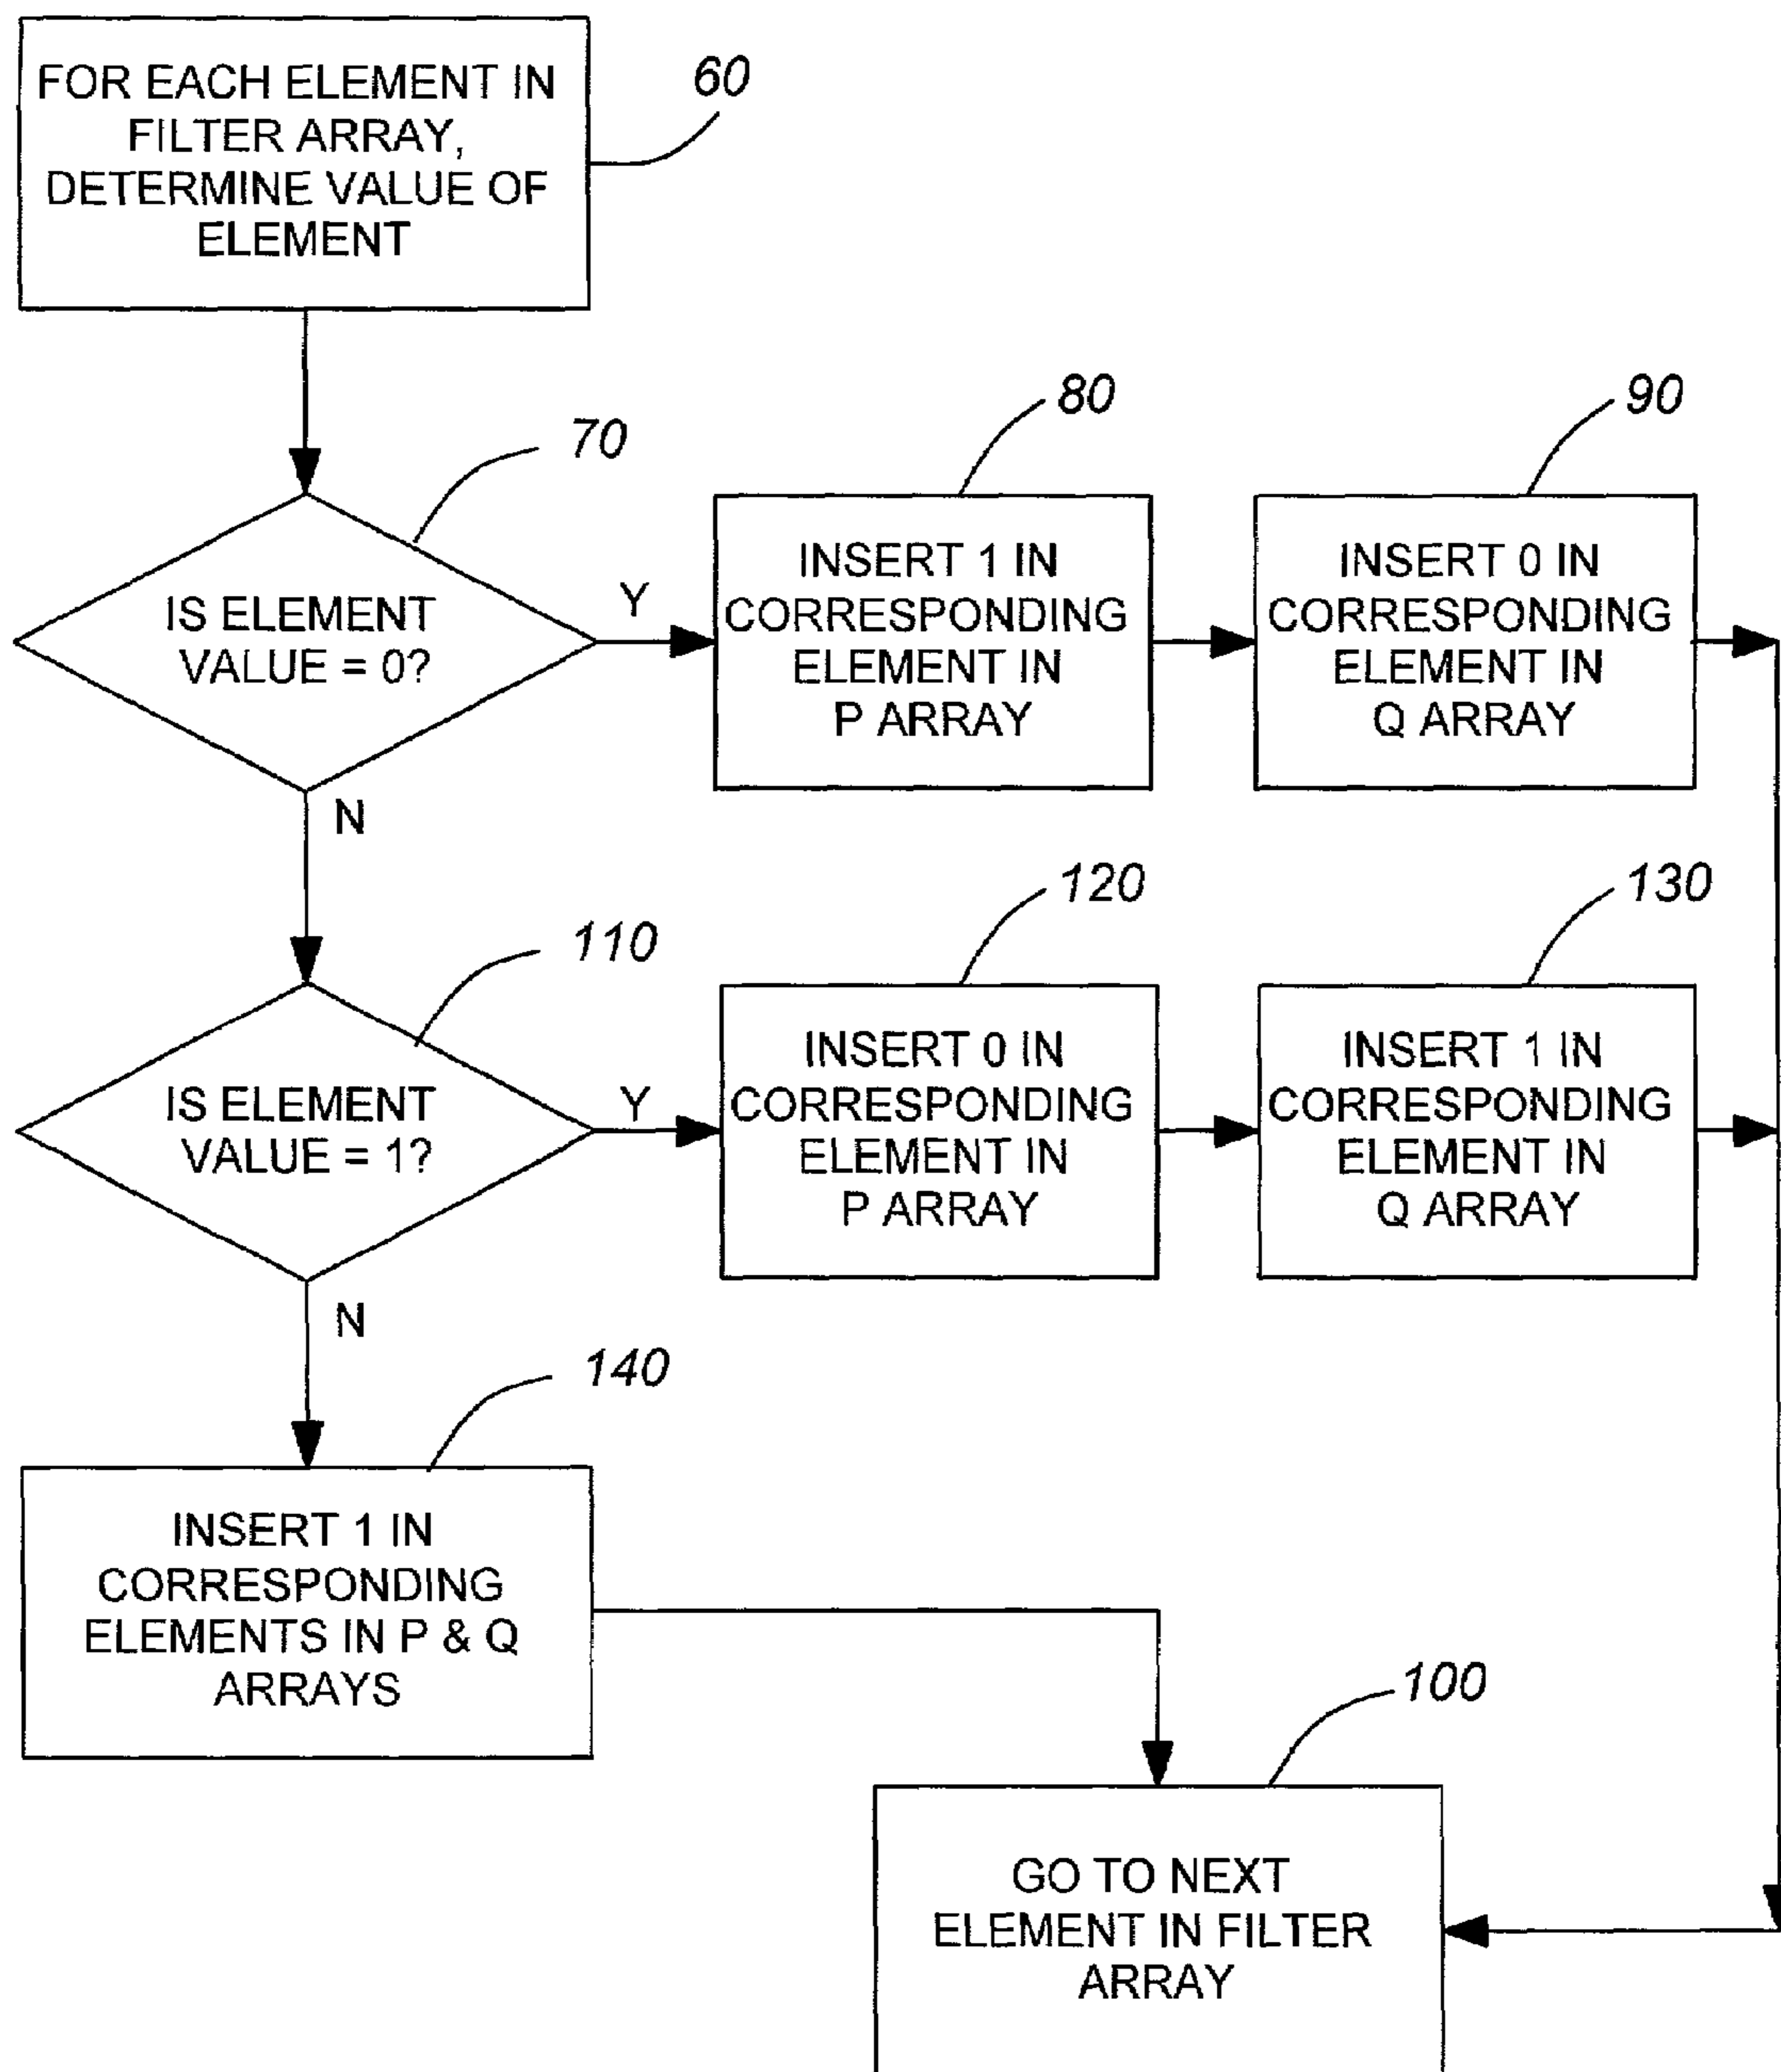 FOR EACH ELEMENT IN
FILTER ARRAY,
DETERMINE VALUE OF
ELEMENT
60
70
IS ELEMENT
VALUE = 0?
Y
N
80
INSERT 1 IN
CORRESPONDING
ELEMENT IN
P ARRAY
90
INSERT 0 IN
CORRESPONDING
ELEMENT IN
Q ARRAY
110
IS ELEMENT
VALUE = 1?
Y
N
120
INSERT 0 IN
CORRESPONDING
ELEMENT IN
P ARRAY
130
INSERT 1 IN
CORRESPONDING
ELEMENT IN
Q ARRAY
140
INSERT 1 IN
CORRESPONDING
ELEMENTS IN P & Q
ARRAYS
100
GO TO NEXT
ELEMENT IN FILTER
ARRAY